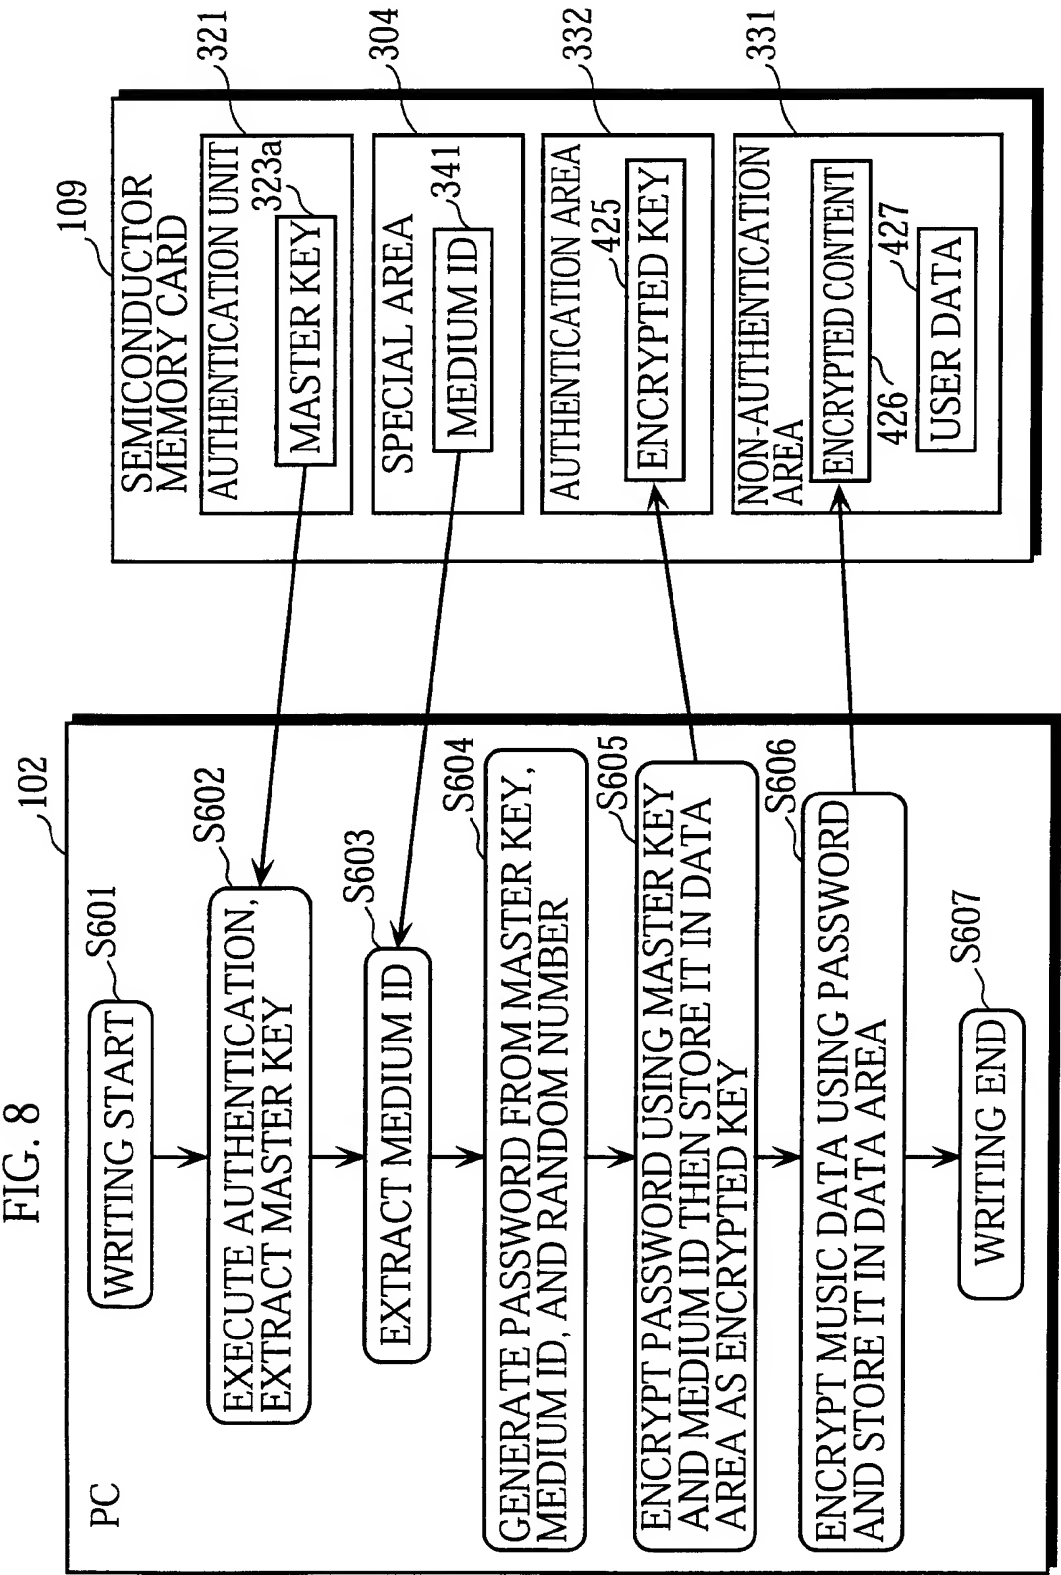 FIG. 8
102
PC
WRITING START
S601
EXECUTE AUTHENTICATION,
EXTRACT MASTER KEY
S602
EXTRACT MEDIUM ID
S603
GENERATE PASSWORD FROM MASTER KEY,
MEDIUM ID, AND RANDOM NUMBER
S604
ENCRYPT PASSWORD USING MASTER KEY
AND MEDIUM ID THEN STORE IT IN DATA
AREA AS ENCRYPTED KEY
S605
ENCRYPT MUSIC DATA USING PASSWORD
AND STORE IT IN DATA AREA
S606
WRITING END
S607
109
SEMICONDUCTOR
MEMORY CARD
AUTHENTICATION UNIT
321
323a
MASTER KEY
SPECIAL AREA
304
341
MEDIUM ID
AUTHENTICATION AREA
332
425
ENCRYPTED KEY
NON-AUTHENTICATION
AREA
331
ENCRYPTED CONTENT
426
427
USER DATA